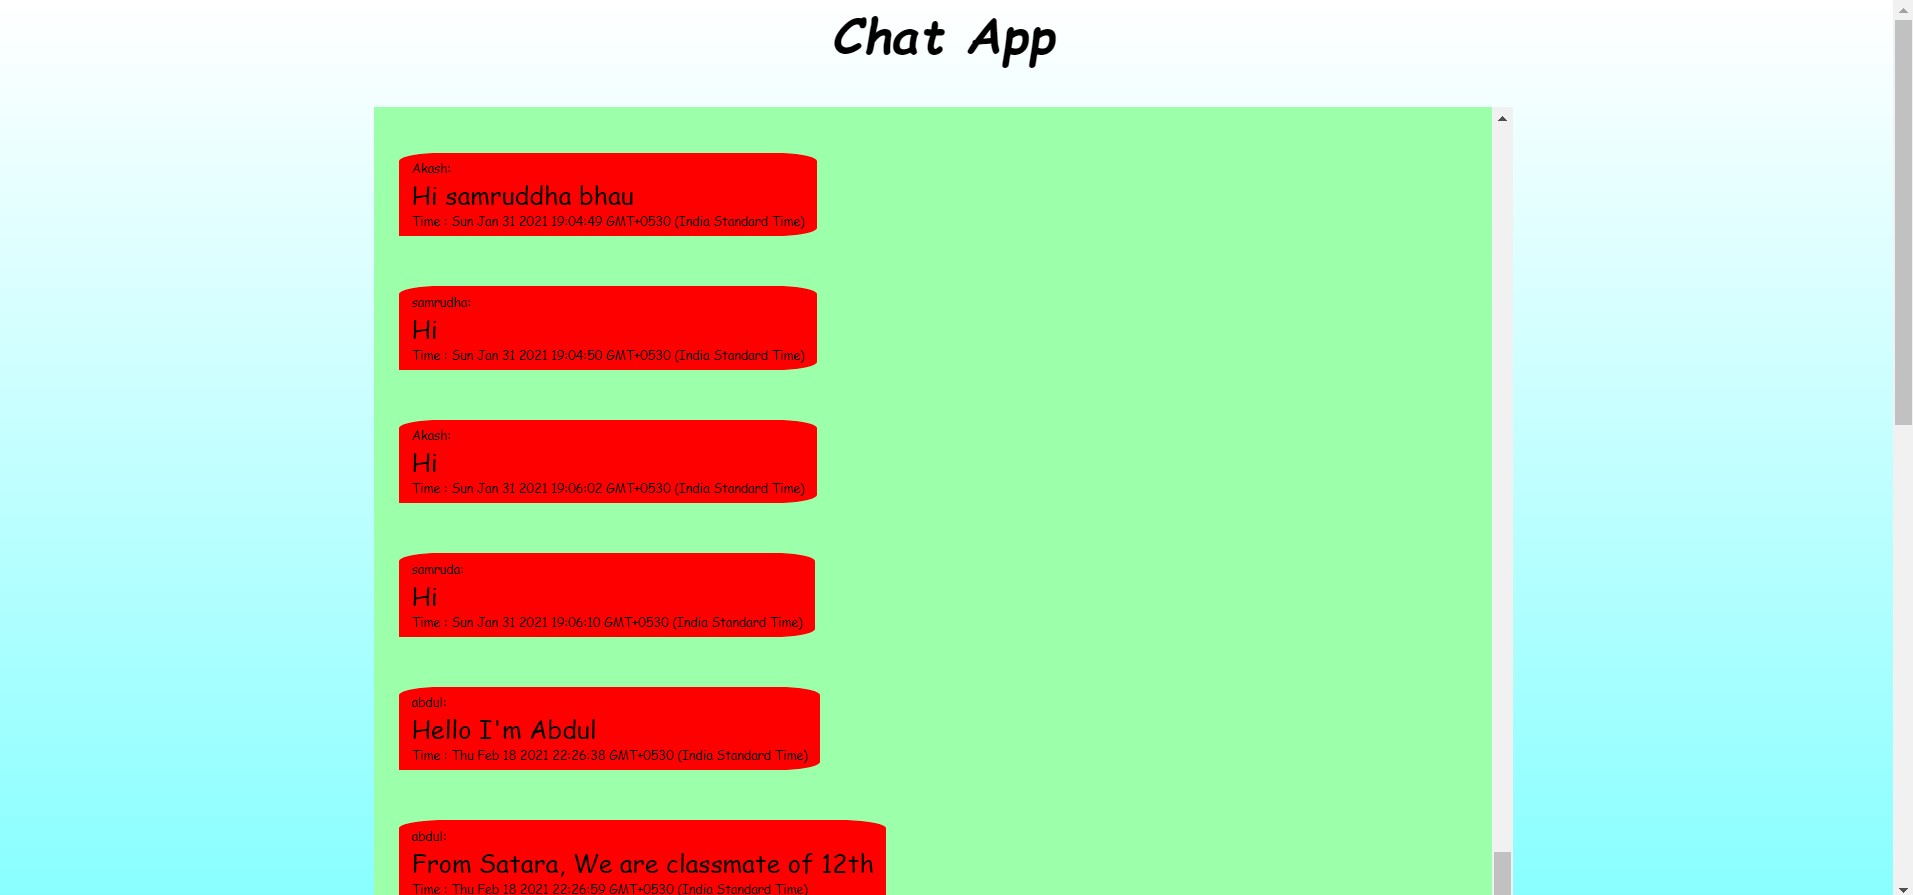 Chat App
Akash:
Hi samruddha bhau
Time : Sun Jan 31 2021 19:04:49 GMT+0530 (India Standard Time)
samrudha:
Hi
Time : Sun Jan 31 2021 19:04:50 GMT+0530 (India Standard Time)
Akash:
Hi
Time : Sun Jan 31 2021 19:06:02 GMT+0530 (India Standard Time)
samruda:
Hi
Time : Sun Jan 31 2021 19:06:10 GMT+0530 (India Standard Time)
abdul:
Hello I'm Abdul
Time : Thu Feb 18 2021 22:26:38 GMT+0530 (India Standard Time)
abdul:
From Satara, We are classmate of 12th
Time : Thu Feb 18 2021 22:26:59 GMT+0530 (India Standard Time)